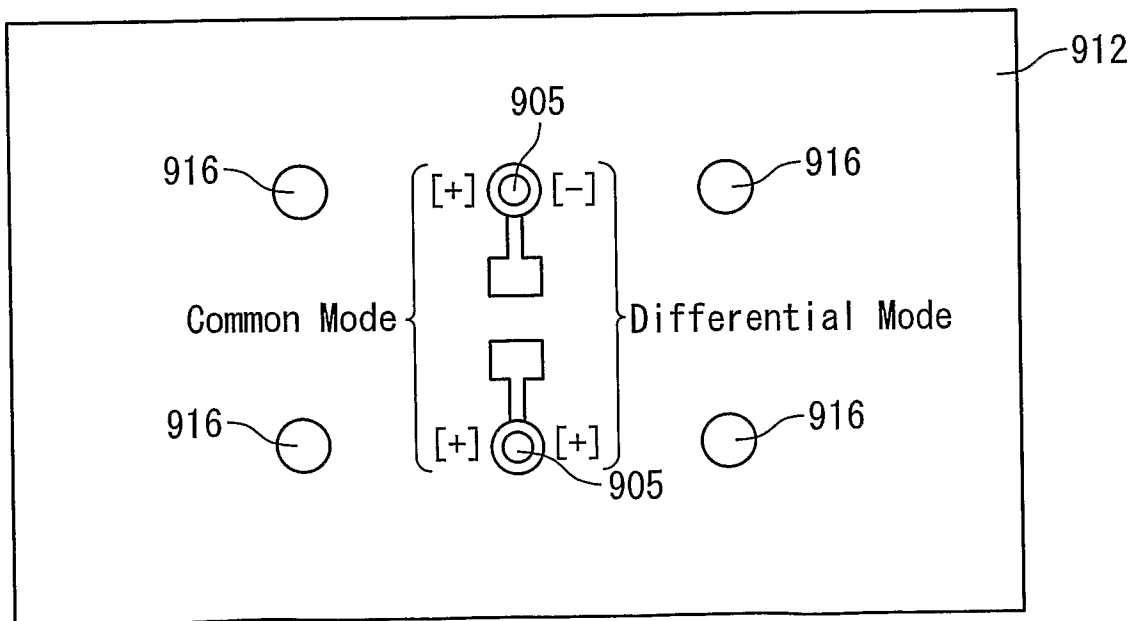 912
905
916 [+] [-] 916
Common Mode Differential Mode
916 [+] [+] 916
905